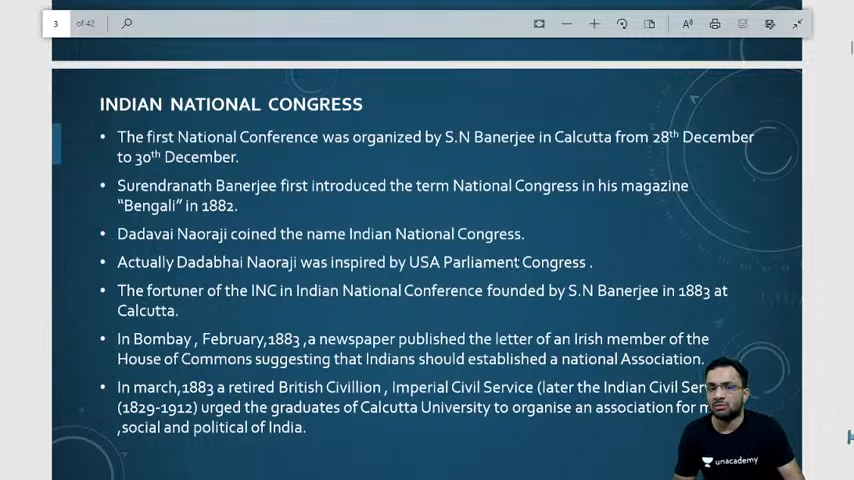 3 of 42
INDIAN NATIONAL CONGRESS
• The first National Conference was organized by S.N Banerjee in Calcutta from 28th December
to 30th December.
• Surendranath Banerjee first introduced the term National Congress in his magazine
"Bengali" in 1882.
• Dadavai Naoraji coined the name Indian National Congress.
• Actually Dadabhai Naoraji was inspired by USA Parliament Congress .
• The fortuner of the INC in Indian National Conference founded by S.N Banerjee in 1883 at
Calcutta.
• In Bombay , February,1883 ,a newspaper published the letter of an Irish member of the
House of Commons suggesting that Indians should established a national Association.
• In march,1883 a retired British Civillion , Imperial Civil Service (later the Indian Civil
(1829-1912) urged the graduates of Calcutta University to organise an association for
,social and political of India.
unacademy